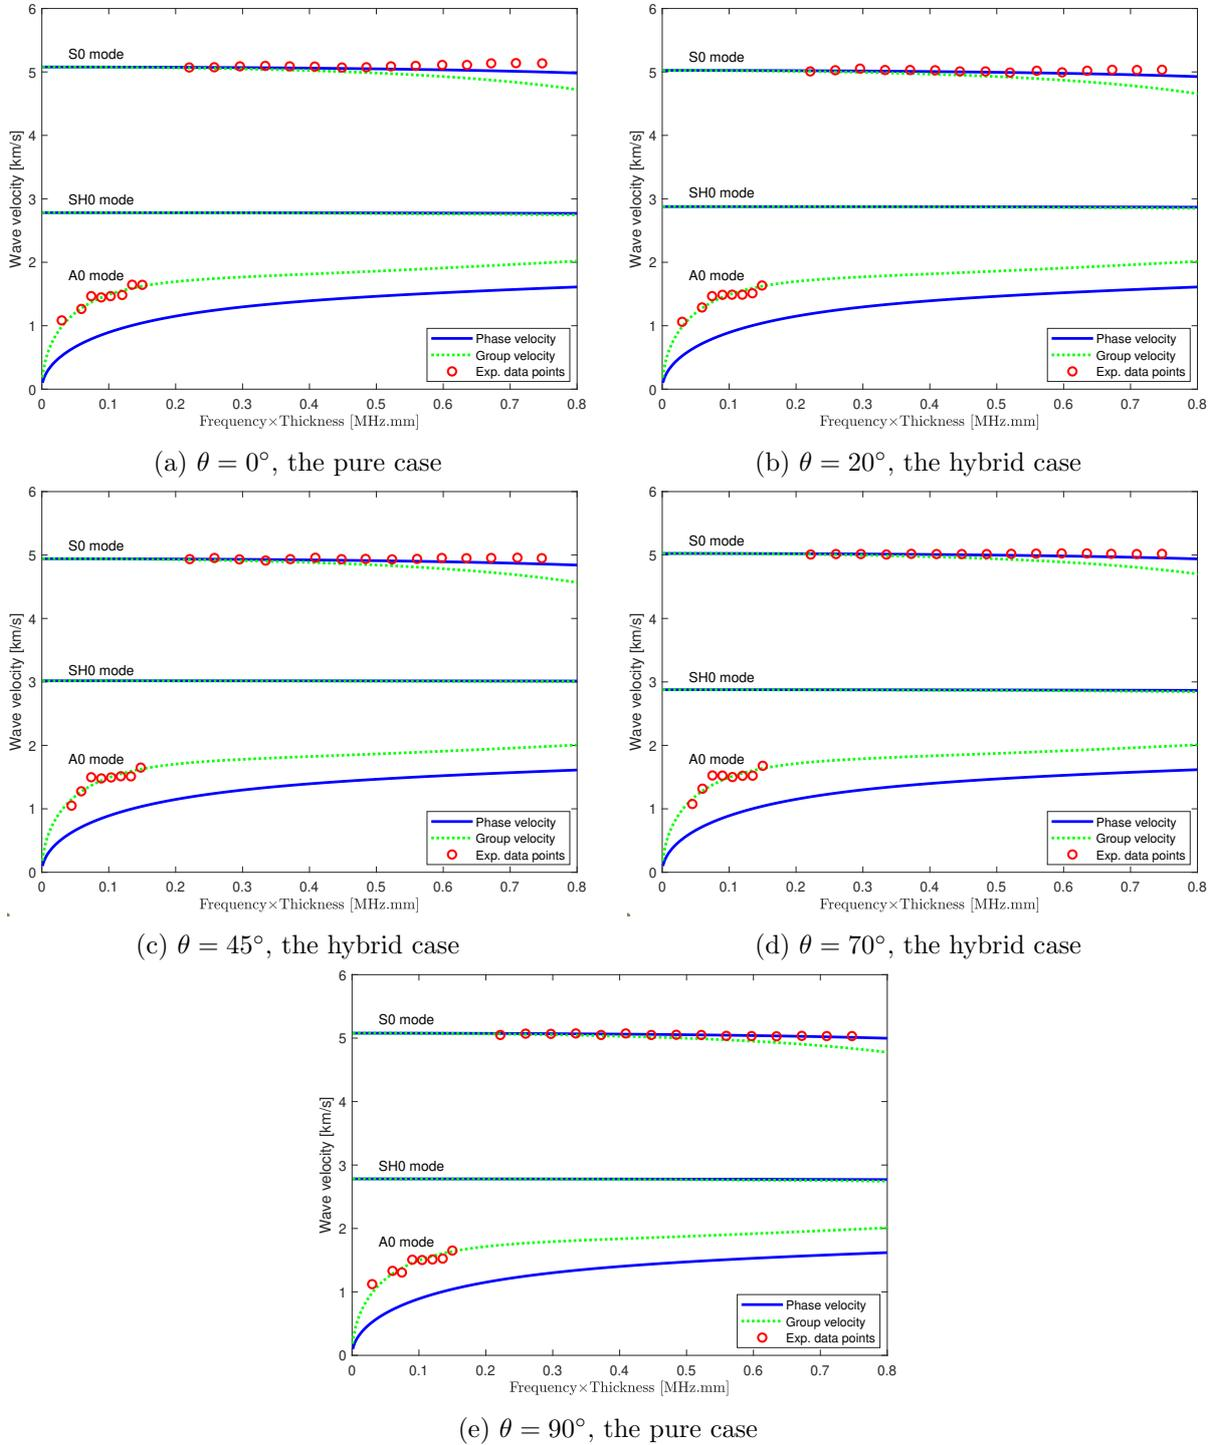 6
5
4
3
2
1
0
Wave velocity [km/s]
S0 mode
SH0 mode
A0 mode
Phase velocity
Group velocity
Exp. data points
0 0.1 0.2 0.3 0.4 0.5 0.6 0.7 0.8
Frequency×Thickness [MHz.mm]
(a) θ = 0°, the pure case
6
5
4
3
2
1
0
Wave velocity [km/s]
S0 mode
SH0 mode
A0 mode
Phase velocity
Group velocity
Exp. data points
0 0.1 0.2 0.3 0.4 0.5 0.6 0.7 0.8
Frequency×Thickness [MHz.mm]
(b) θ = 20°, the hybrid case
6
5
4
3
2
1
0
Wave velocity [km/s]
S0 mode
SH0 mode
A0 mode
Phase velocity
Group velocity
Exp. data points
0 0.1 0.2 0.3 0.4 0.5 0.6 0.7 0.8
Frequency×Thickness [MHz.mm]
(c) θ = 45°, the hybrid case
6
5
4
3
2
1
0
Wave velocity [km/s]
S0 mode
SH0 mode
A0 mode
Phase velocity
Group velocity
Exp. data points
0 0.1 0.2 0.3 0.4 0.5 0.6 0.7 0.8
Frequency×Thickness [MHz.mm]
(d) θ = 70°, the hybrid case
6
5
4
3
2
1
0
Wave velocity [km/s]
S0 mode
SH0 mode
A0 mode
Phase velocity
Group velocity
Exp. data points
0 0.1 0.2 0.3 0.4 0.5 0.6 0.7 0.8
Frequency×Thickness [MHz.mm]
(e) θ = 90°, the pure case